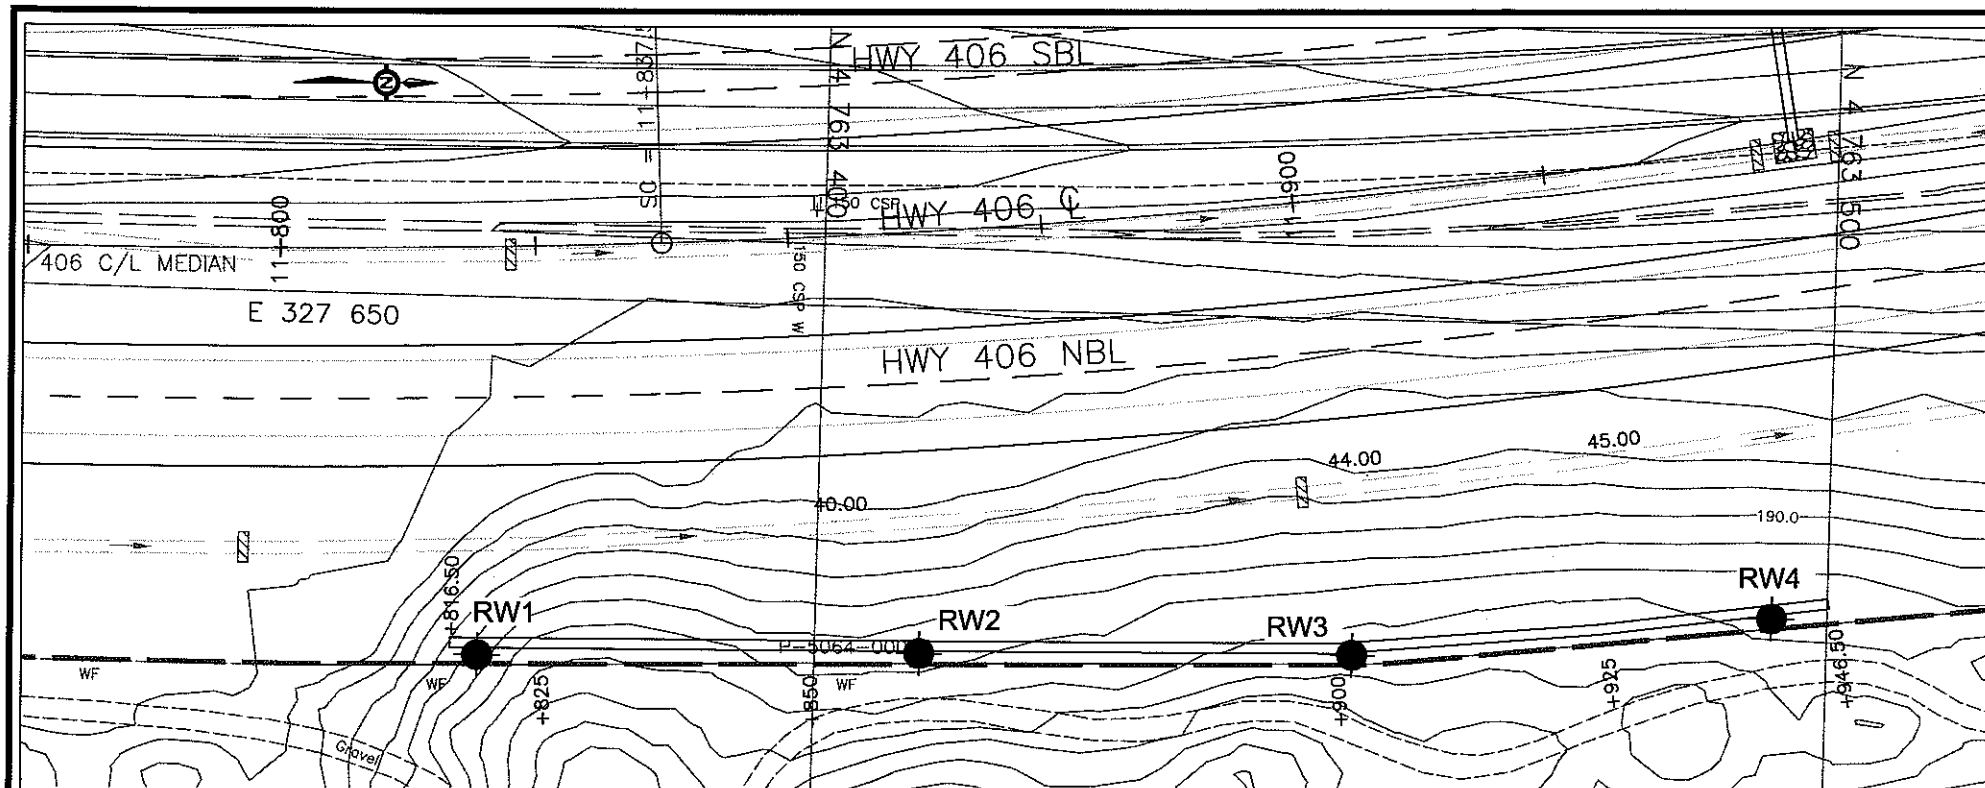 HWY 406 SBL
N
SC = 11+837.
N 4 763 400
N 4 763 500
11+800
11+900
150 CSP
HWY 406 ℄
406 C/L MEDIAN
150 CSP W
E 327 650
HWY 406 NBL
45.00
44.00
40.00
190.0
+816.50
RW1
RW2
RW3
RW4
P-5064-00
WF
WF
WF
+825
+850
+900
+925
+946.50
Gravel